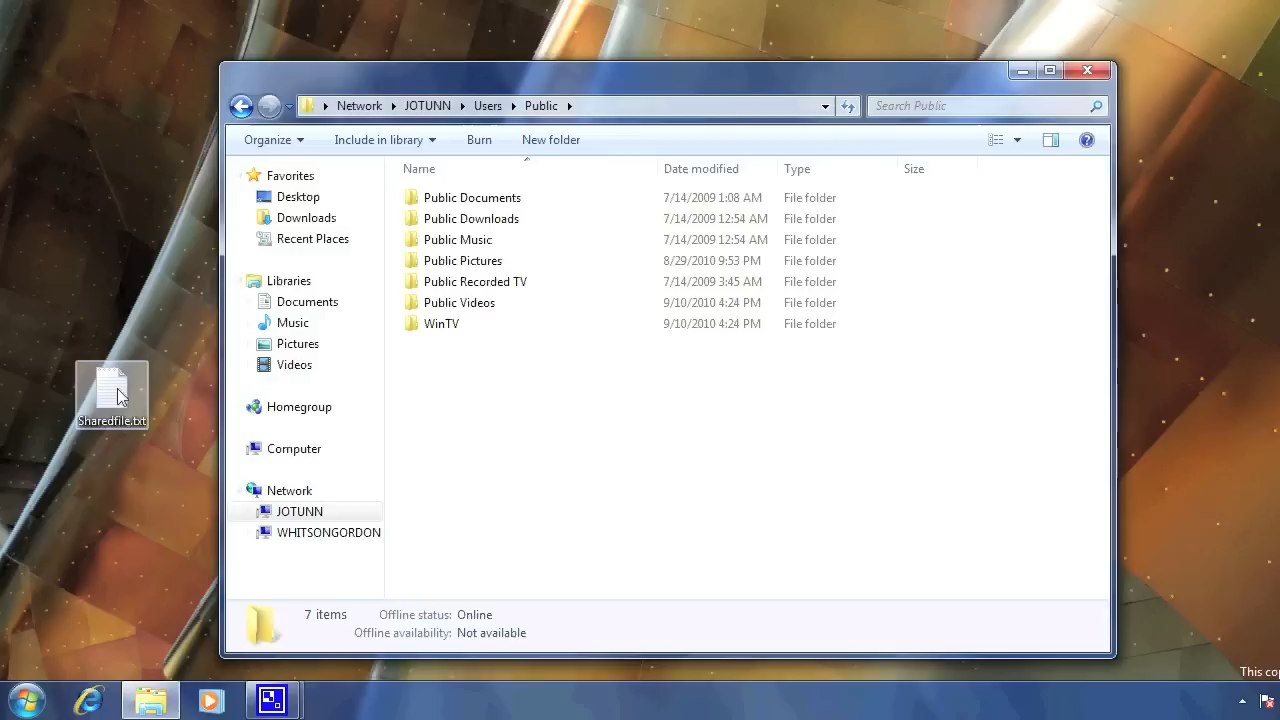 Network JOTUNN Users Public Search Public
Organize Include in library Burn New folder
Name Date modified Type Size
Favorites
Desktop
Downloads
Recent Places
Libraries
Documents
Music
Pictures
Videos
Homegroup
Computer
Network
JOTUNN
WHITSONGORDON
Public Documents 7/14/2009 1:08 AM File folder
Public Downloads 7/14/2009 12:54 AM File folder
Public Music 7/14/2009 12:54 AM File folder
Public Pictures 8/29/2010 9:53 PM File folder
Public Recorded TV 7/14/2009 3:45 AM File folder
Public Videos 9/10/2010 4:24 PM File folder
WinTV 9/10/2010 4:24 PM File folder
Sharedfile.txt
7 items Offline status: Online
Offline availability: Not available
This co